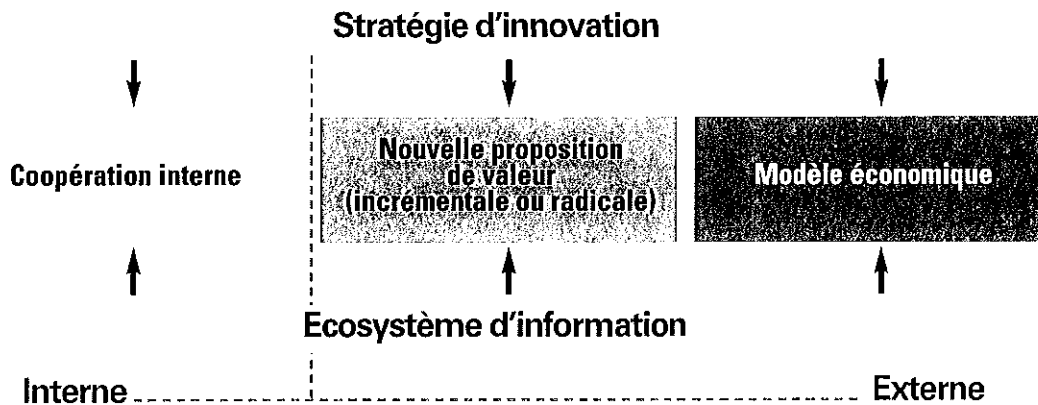 Stratégie d'innovation
Coopération interne
Nouvelle proposition
de valeur
(incrémentale ou radicale)
Modèle économique
Ecosystème d'information
Interne
Externe